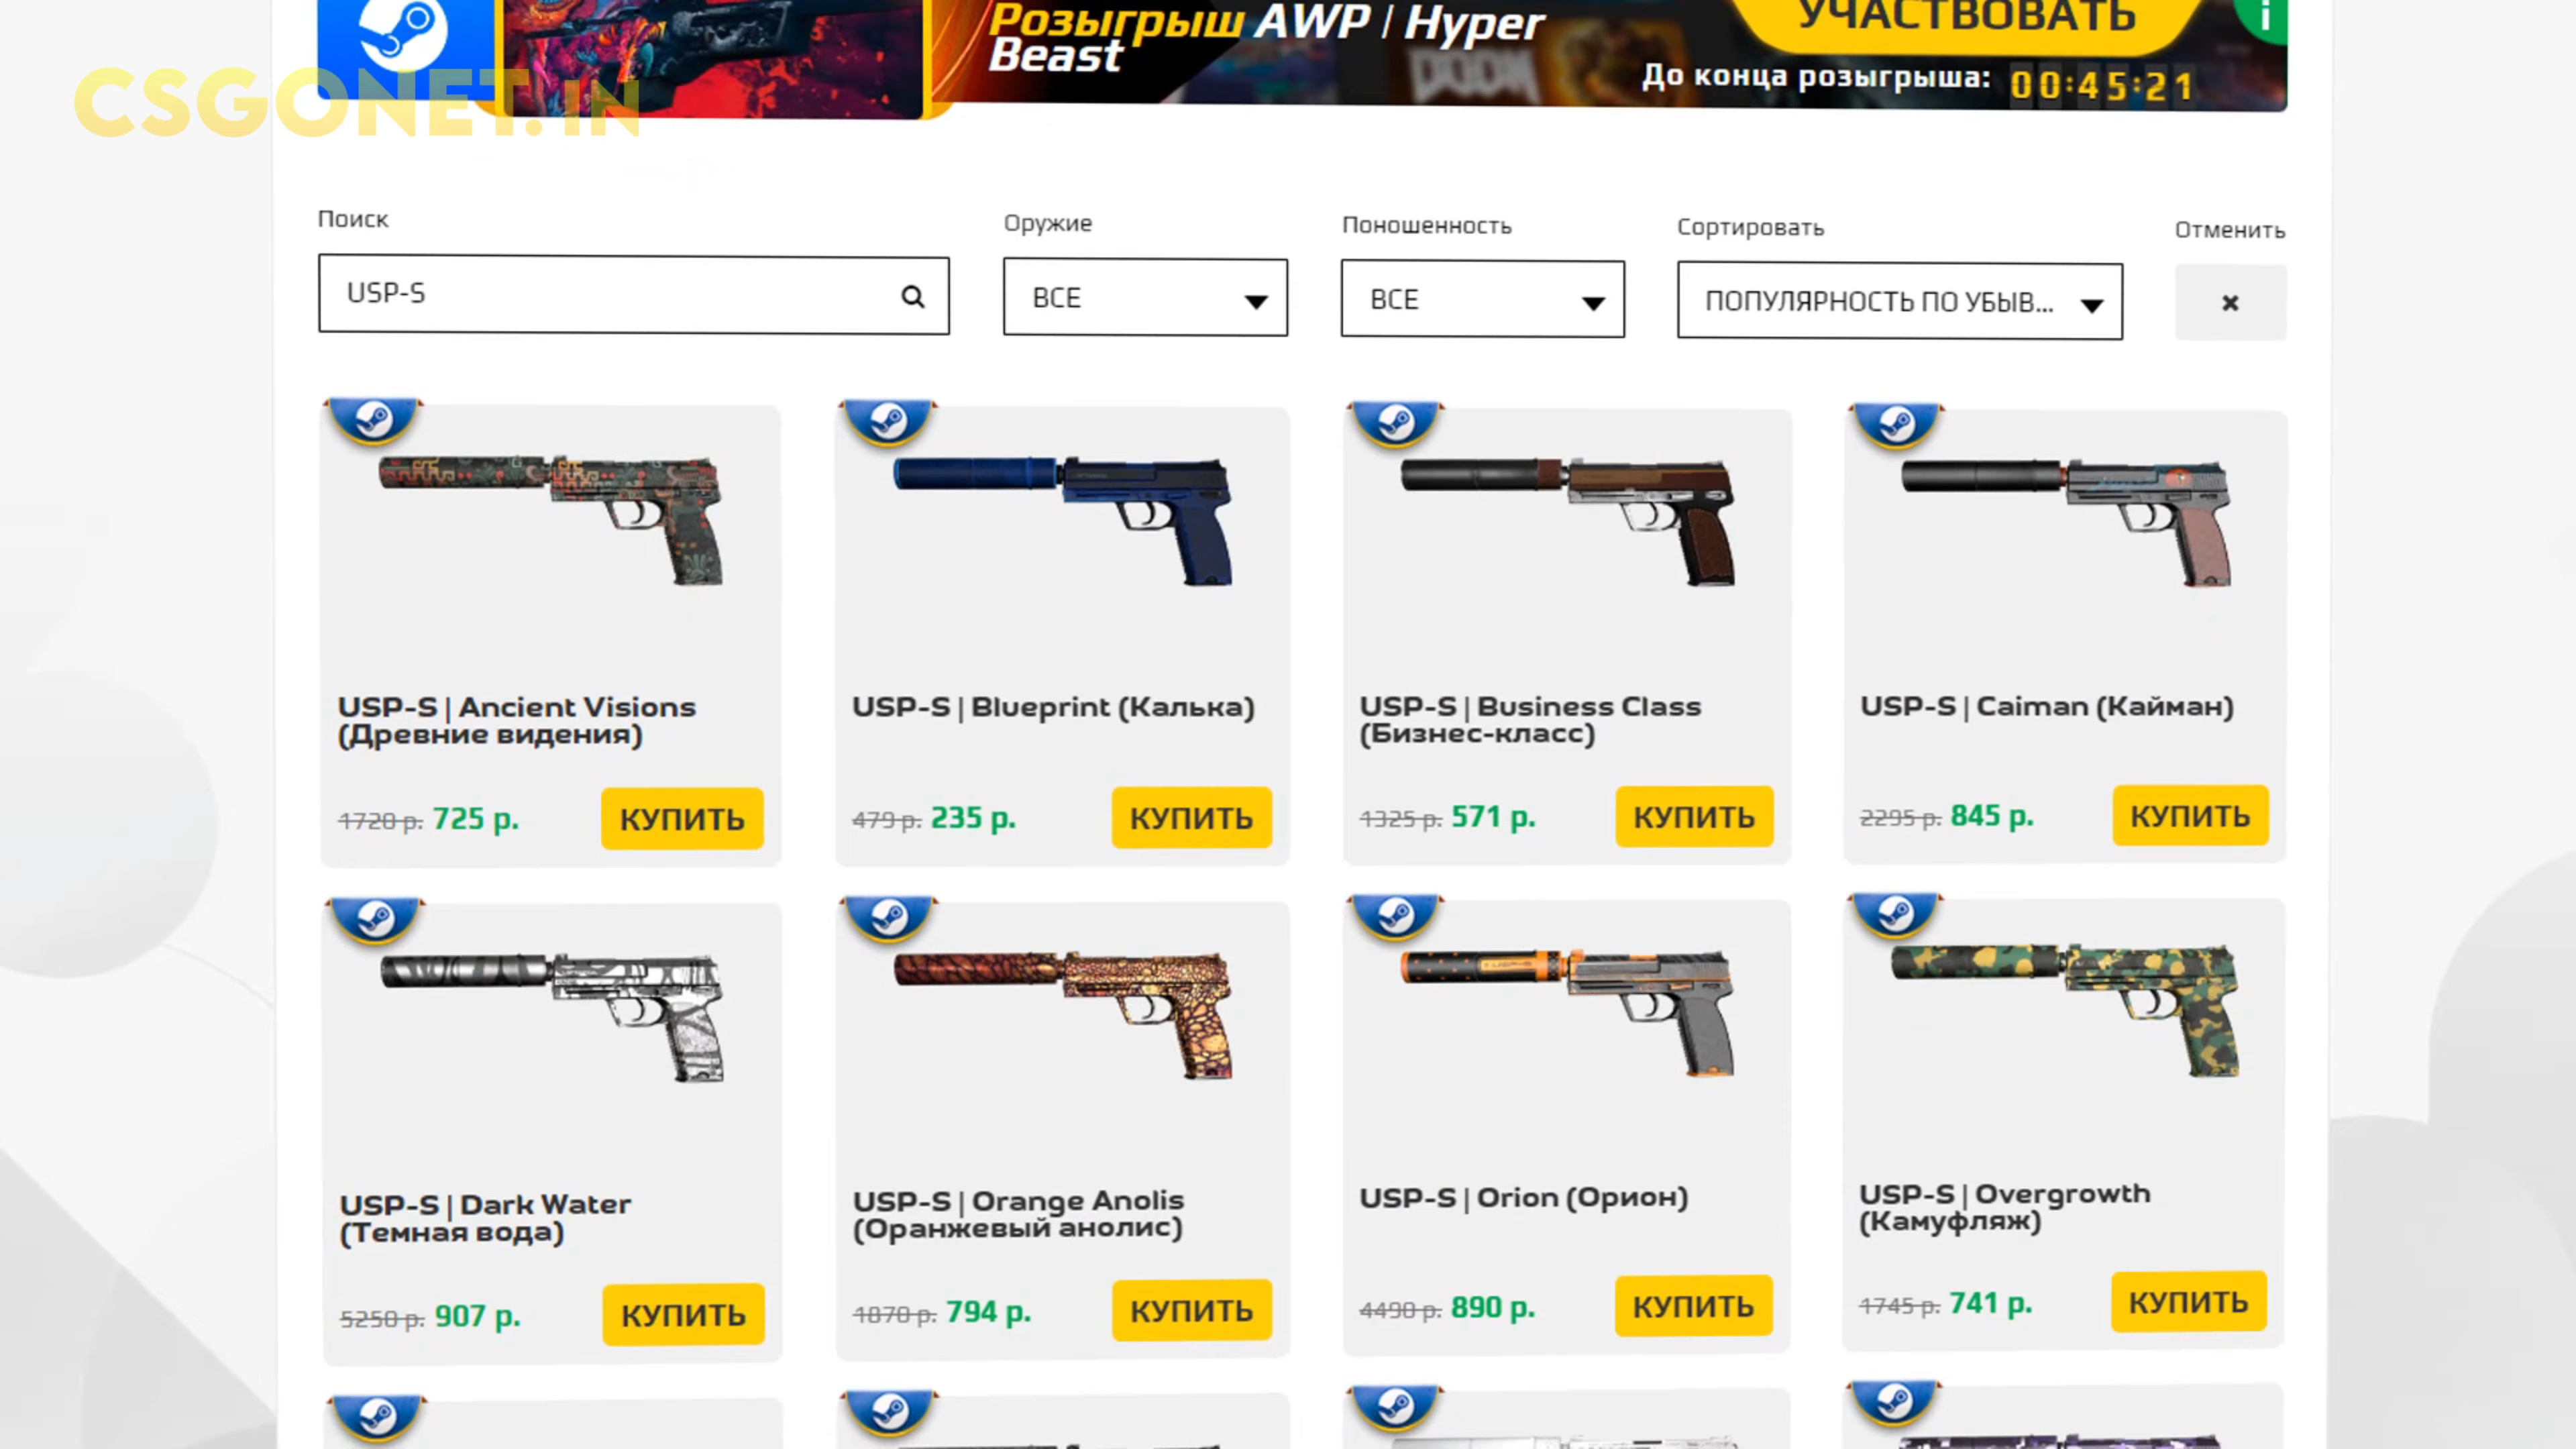 Розыгрыш AWP | Hyper
Beast
УЧАСТВОВАТЬ
До конца розыгрыша: 00:45:21
CSGONET.IN
Поиск
Оружие
Поношенность
Сортировать
Отменить
USP-S
ВСЕ
ВСЕ
ПОПУЛЯРНОСТЬ ПО УБЫВ...
USP-S | Ancient Visions
(Древние видения)
1720 р. 725 р.
КУПИТЬ
USP-S | Blueprint (Калька)
479 р. 235 р.
КУПИТЬ
USP-S | Business Class
(Бизнес-класс)
1325 р. 571 р.
КУПИТЬ
USP-S | Caiman (Кайман)
2295 р. 845 р.
КУПИТЬ
USP-S | Dark Water
(Темная вода)
5250 р. 907 р.
КУПИТЬ
USP-S | Orange Anolis
(Оранжевый анолис)
1870 р. 794 р.
КУПИТЬ
USP-S | Orion (Орион)
4490 р. 890 р.
КУПИТЬ
USP-S | Overgrowth
(Камуфляж)
1745 р. 741 р.
КУПИТЬ